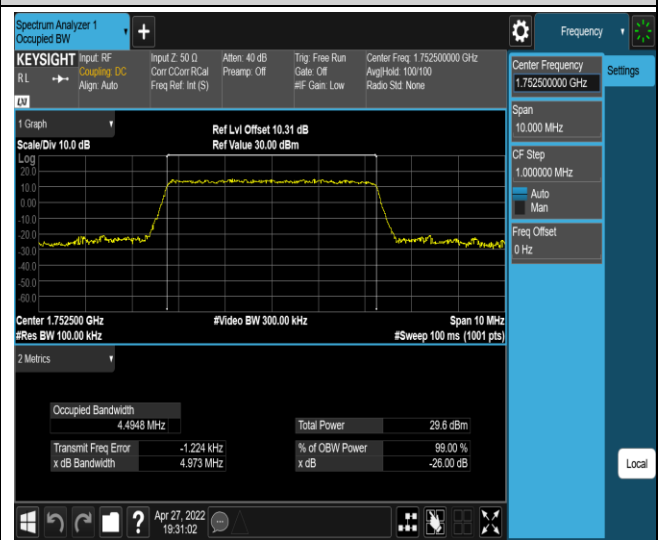 Spectrum Analyzer 1
Occupied BW
+
Frequency
KEYSIGHT
RL
LXI
Input: RF
Coupling: DC
Align: Auto
Input Z: 50 Ω
Corr CCorr RCal
Freq Ref: Int (S)
Atten: 40 dB
Preamp: Off
Trig: Free Run
Gate: Off
#IF Gain: Low
Center Freq: 1.752500000 GHz
Avg|Hold: 100/100
Radio Std: None
Center Frequency
1.752500000 GHz
Settings
Span
10.000 MHz
CF Step
1.000000 MHz
Auto
Man
Freq Offset
0 Hz
Local
1 Graph
Scale/Div 10.0 dB
Ref Lvl Offset 10.31 dB
Ref Value 30.00 dBm
Log
20.0
10.0
0.00
-10.0
-20.0
-30.0
-50.0
-60.0
Center 1.752500 GHz
#Video BW 300.00 kHz
Span 10 MHz
#Res BW 100.00 kHz
#Sweep 100 ms (1001 pts)
2 Metrics
Occupied Bandwidth
4.4948 MHz
Total Power 29.6 dBm
Transmit Freq Error -1.224 kHz
% of OBW Power 99.00 %
x dB Bandwidth 4.973 MHz
x dB -26.00 dB
?
Apr 27, 2022
19:31:02